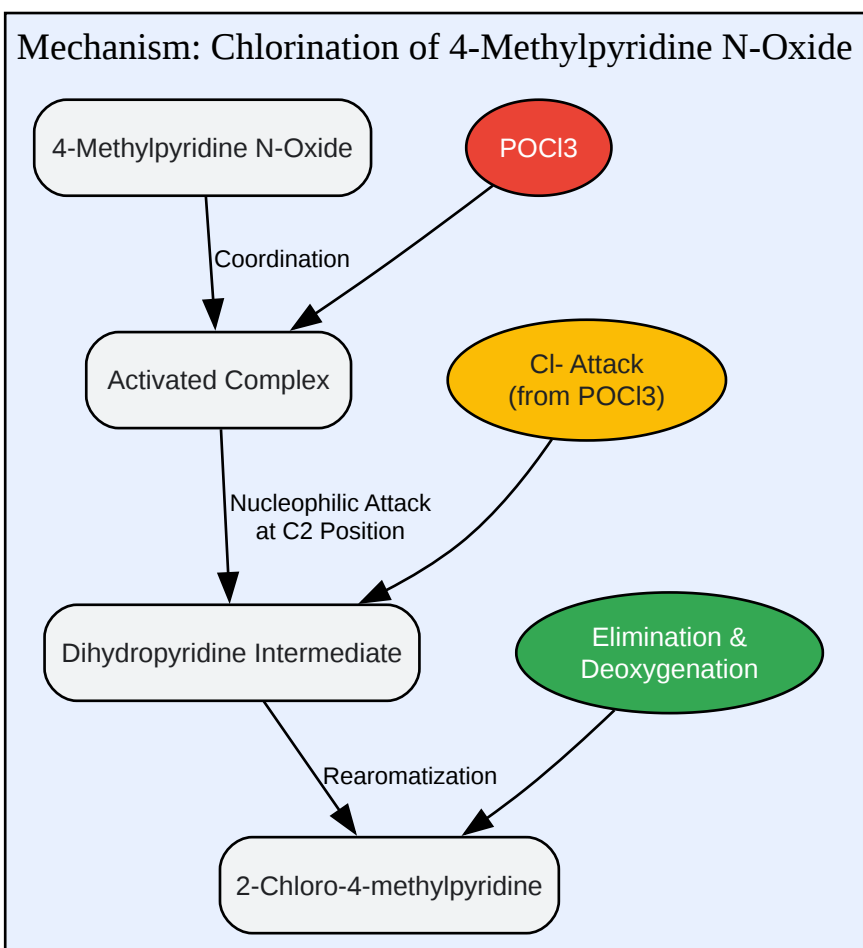 Mechanism: Chlorination of 4-Methylpyridine N-Oxide
4-Methylpyridine N-Oxide
POCl3
Coordination
Activated Complex
Cl- Attack
(from POCl3)
Nucleophilic Attack
at C2 Position
Dihydropyridine Intermediate
Elimination &
Deoxygenation
Rearomatization
2-Chloro-4-methylpyridine